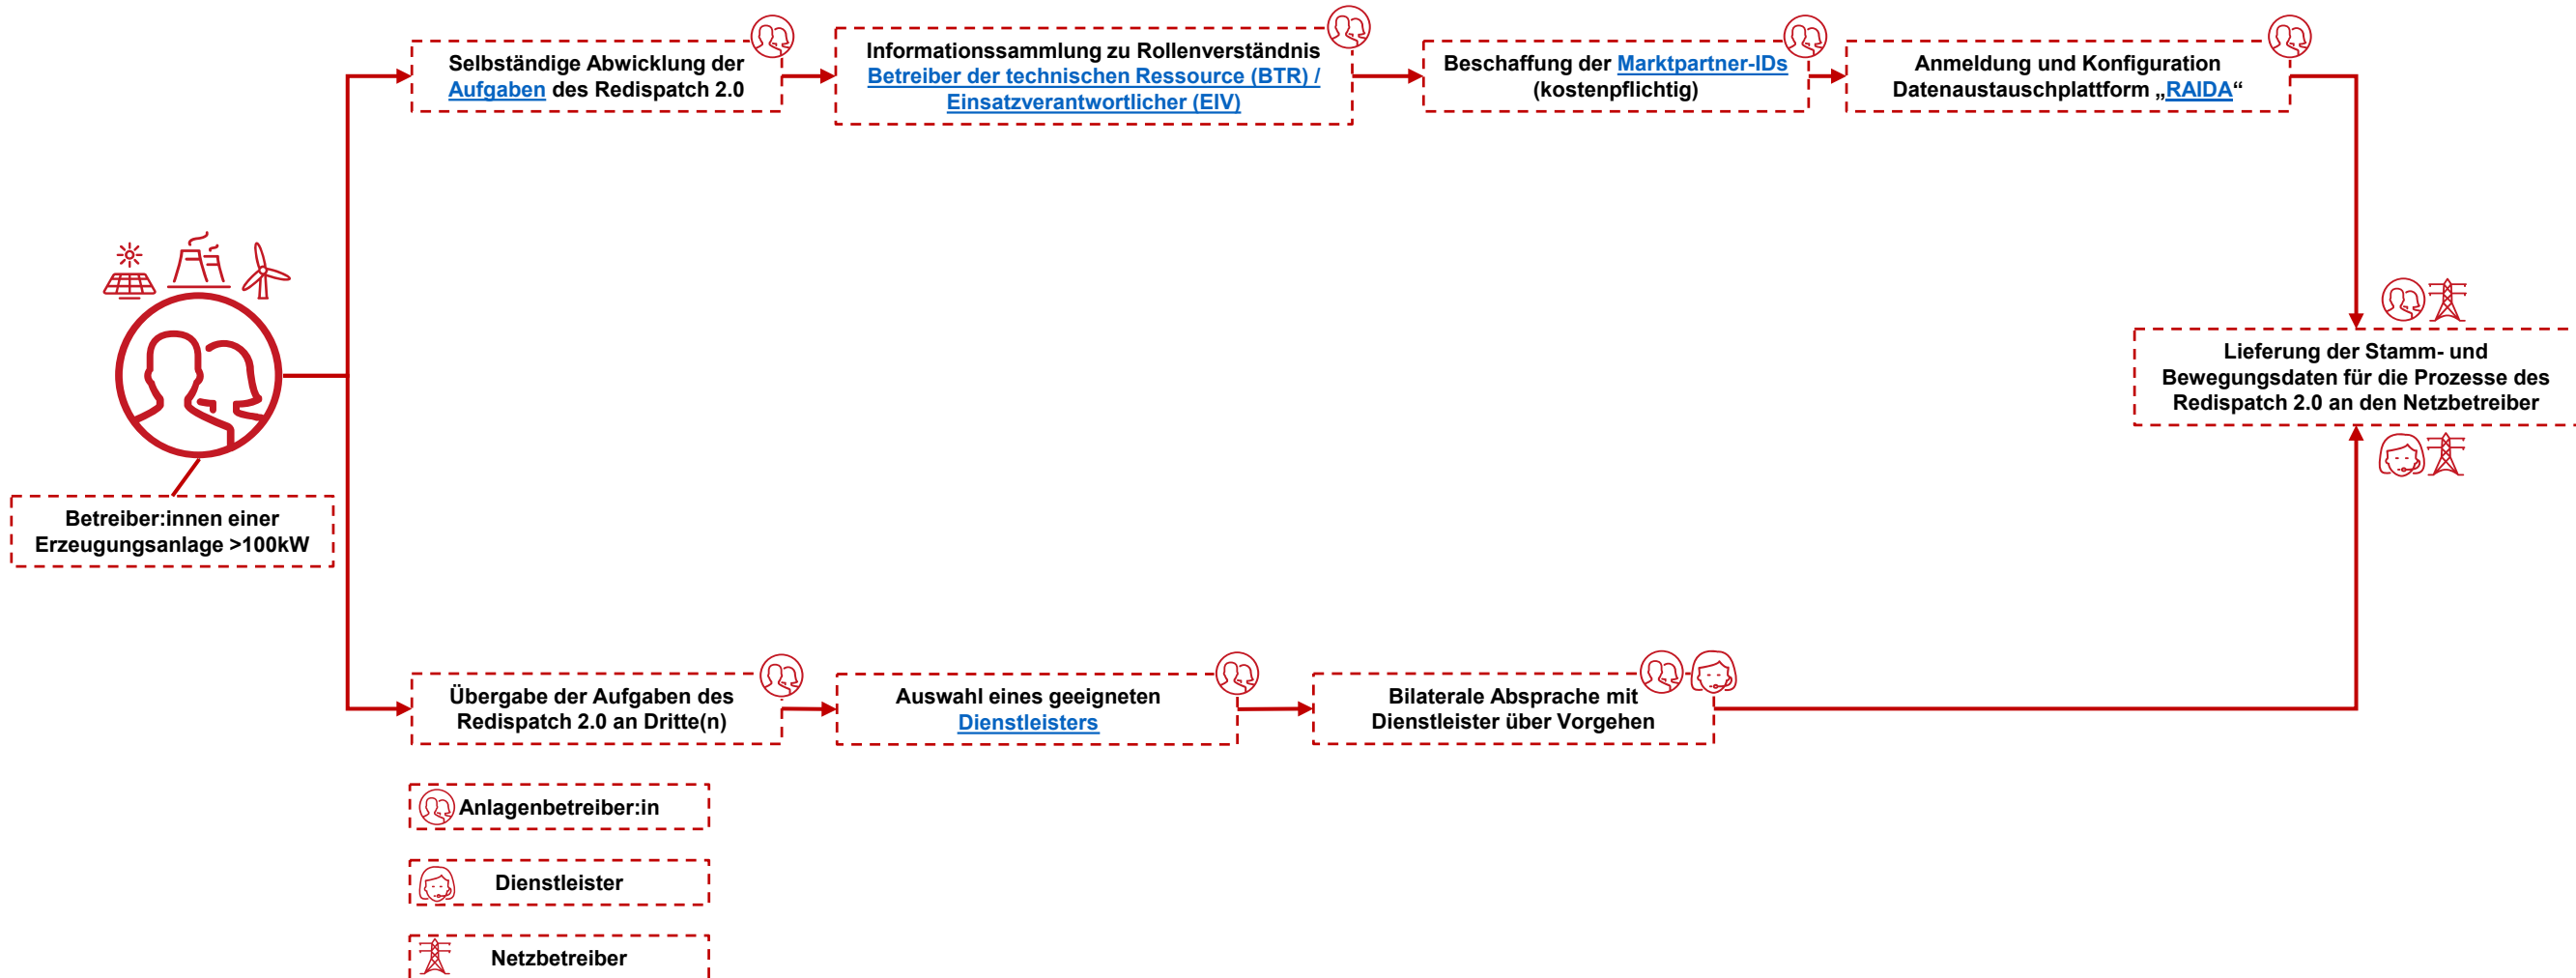 Selbständige Abwicklung der
Aufgaben des Redispatch 2.0
Informationssammlung zu Rollenverständnis
Betreiber der technischen Ressource (BTR) /
Einsatzverantwortlicher (EIV)
Beschaffung der Marktpartner-IDs
(kostenpflichtig)
Anmeldung und Konfiguration
Datenaustauschplattform „RAIDA“
Lieferung der Stamm- und
Bewegungsdaten für die Prozesse des
Redispatch 2.0 an den Netzbetreiber
Betreiber:innen einer
Erzeugungsanlage >100kW
Übergabe der Aufgaben des
Redispatch 2.0 an Dritte(n)
Auswahl eines geeigneten
Dienstleisters
Bilaterale Absprache mit
Dienstleister über Vorgehen
Anlagenbetreiber:in
Dienstleister
Netzbetreiber